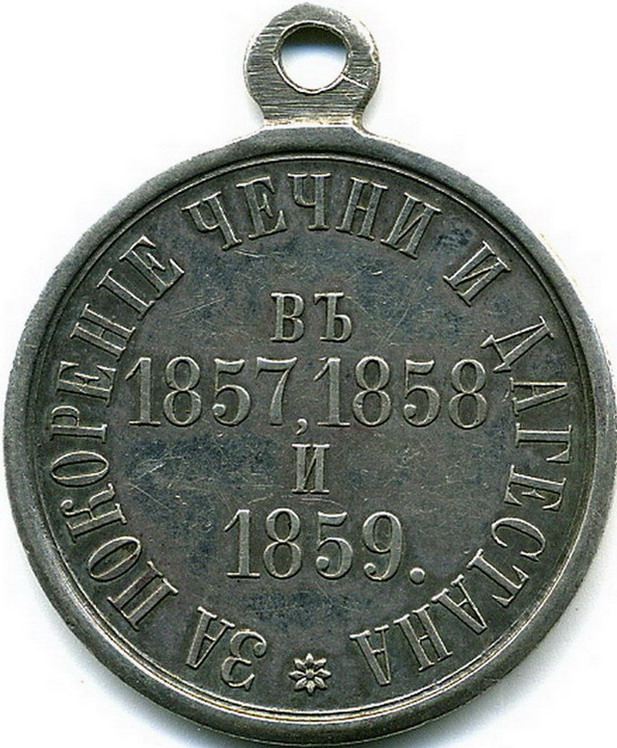 ЗА ПОКОРЕНІЕ ЧЕЧНИ И ДАГЕСТАНА
ВЪ
1857, 1858
И
1859.